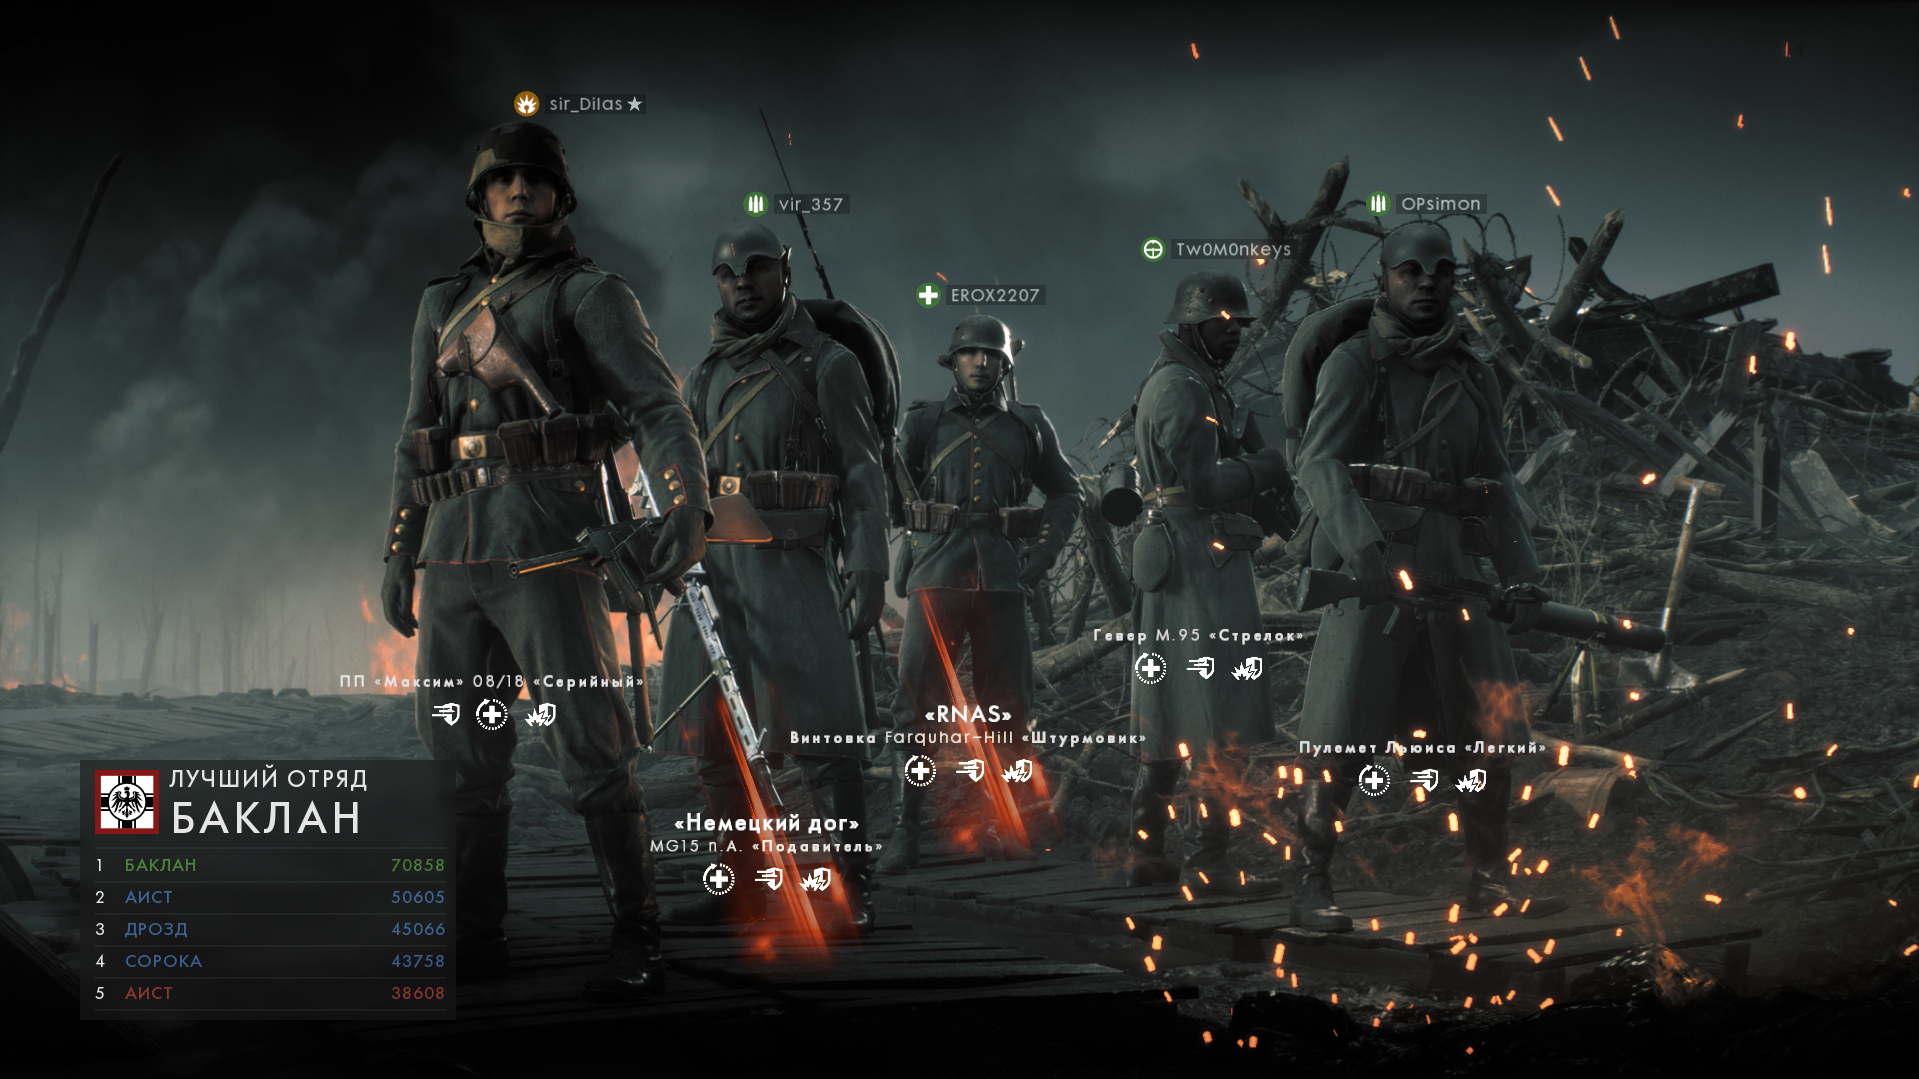 sir_Dilas ★
vir_357
OPsimon
Tw0M0nkeys
EROX2207
Гевер М.95 «Стрелок»
ПП «Максим» 08/18 «Серийный»
«RNAS»
Винтовка Farquhar-Hill «Штурмовик»
Пулемет Льюиса «Легкий»
«Немецкий дог»
MG15 n.A. «Подавитель»
ЛУЧШИЙ ОТРЯД
БАКЛАН
1 БАКЛАН 70858
2 АИСТ 50605
3 ДРОЗД 45066
4 СОРОКА 43758
5 АИСТ 38608